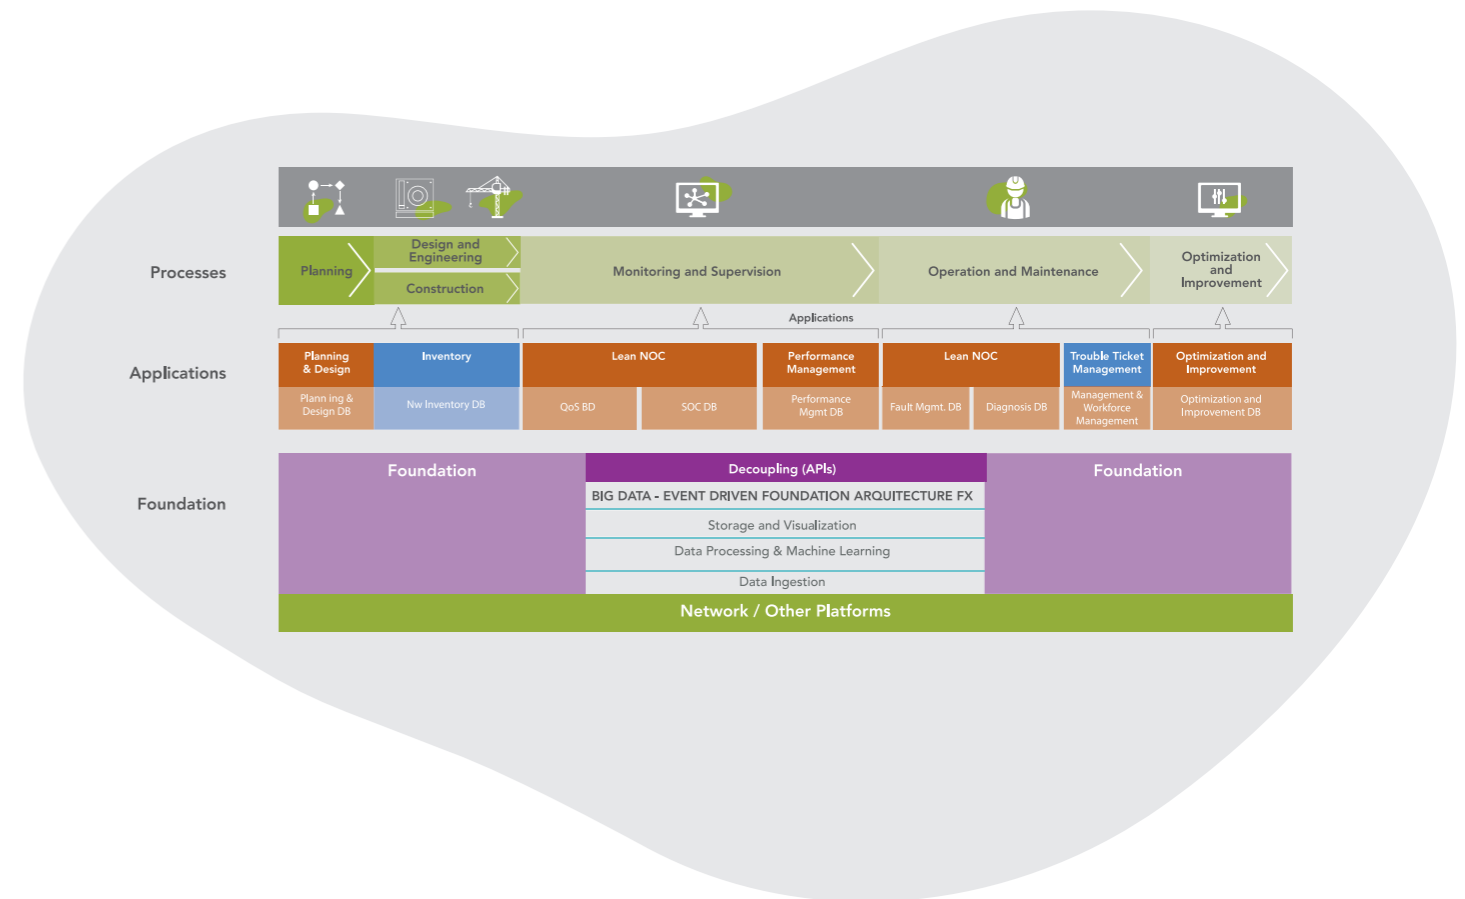 Processes
Planning
Design and
Engineering
Construction
Monitoring and Supervision
Operation and Maintenance
Optimization
and
Improvement
Applications
Applications
Planning
& Design
Inventory
Lean NOC
Performance
Management
Lean NOC
Trouble Ticket
Management
Optimization and
Improvement
Plann ing &
Design DB
Nw Inventory DB
QoS BD
SOC DB
Performance
Mgmt DB
Fault Mgmt. DB
Diagnosis DB
Management &
Workforce
Management
Optimization and
Improvement DB
Foundation
Foundation
Decoupling (APIs)
Foundation
BIG DATA - EVENT DRIVEN FOUNDATION ARQUITECTURE FX
Storage and Visualization
Data Processing & Machine Learning
Data Ingestion
Network / Other Platforms